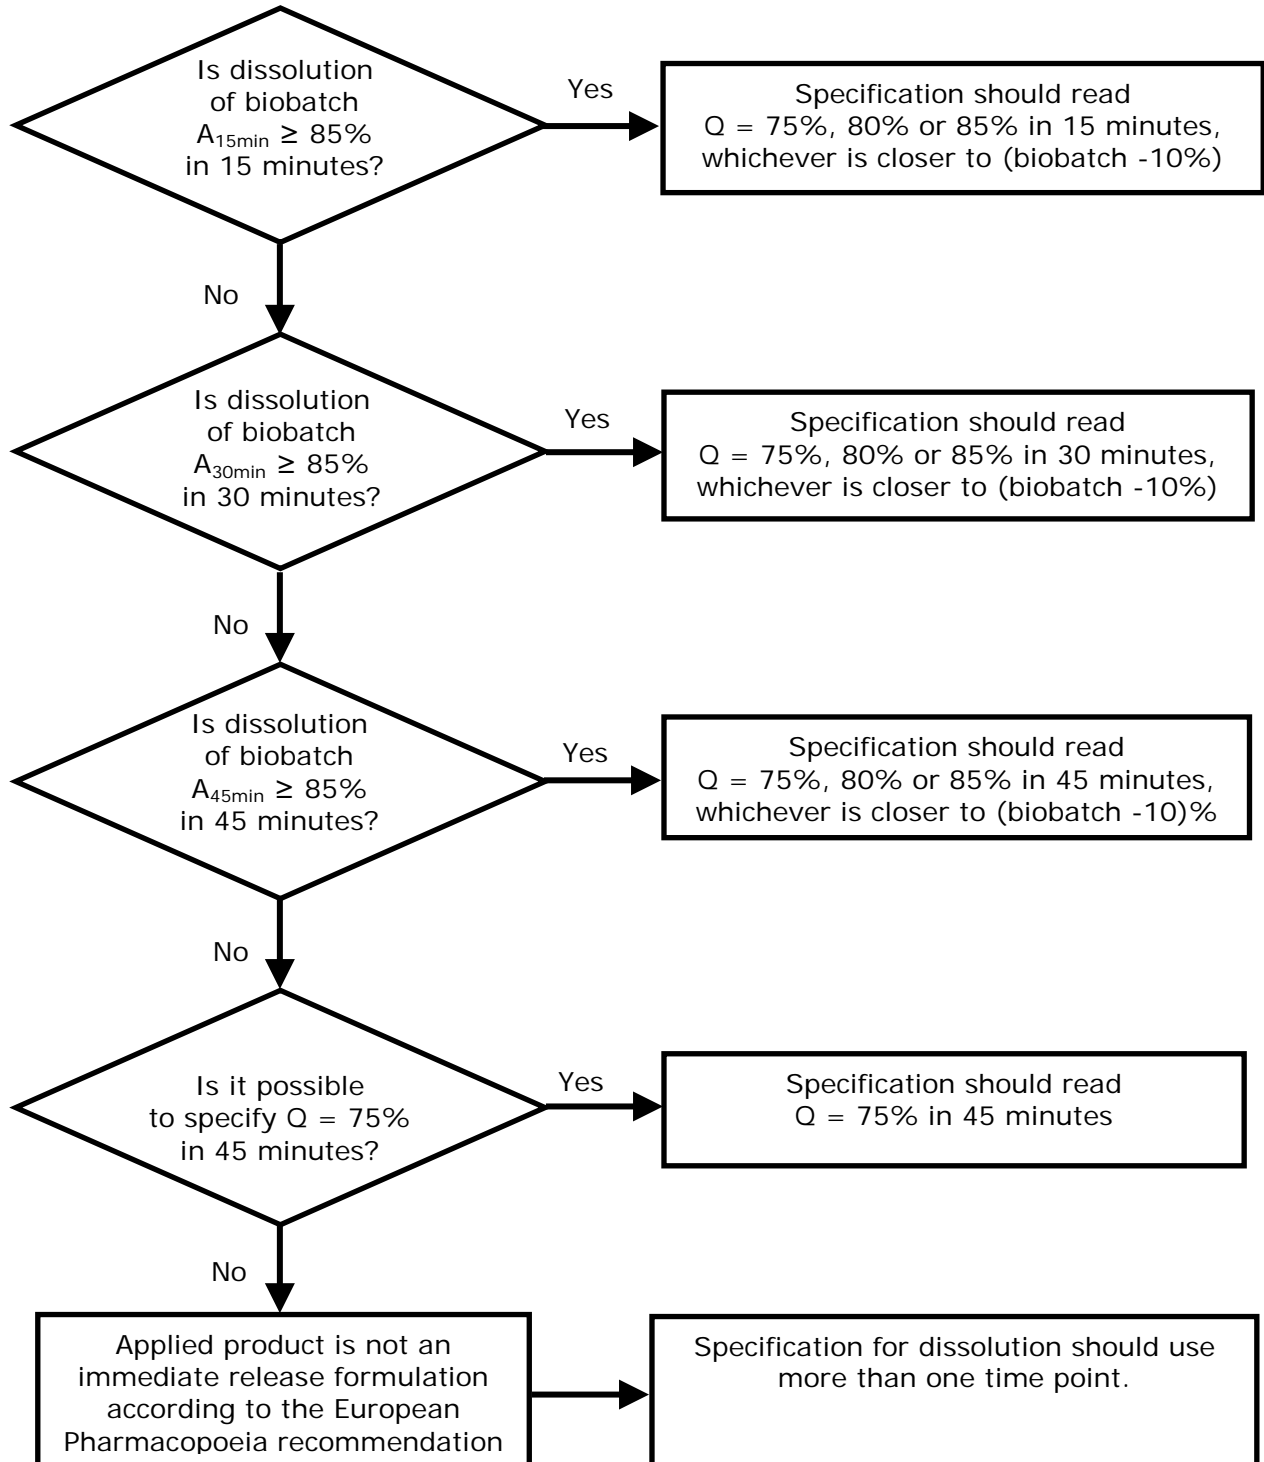 Is dissolution
of biobatch
A15min ≥ 85%
in 15 minutes?
Yes
Specification should read
Q = 75%, 80% or 85% in 15 minutes,
whichever is closer to (biobatch -10%)
No
Is dissolution
of biobatch
A30min ≥ 85%
in 30 minutes?
Yes
Specification should read
Q = 75%, 80% or 85% in 30 minutes,
whichever is closer to (biobatch -10%)
No
Is dissolution
of biobatch
A45min ≥ 85%
in 45 minutes?
Yes
Specification should read
Q = 75%, 80% or 85% in 45 minutes,
whichever is closer to (biobatch -10)%
No
Is it possible
to specify Q = 75%
in 45 minutes?
Yes
Specification should read
Q = 75% in 45 minutes
No
Applied product is not an
immediate release formulation
according to the European
Pharmacopoeia recommendation
Specification for dissolution should use
more than one time point.